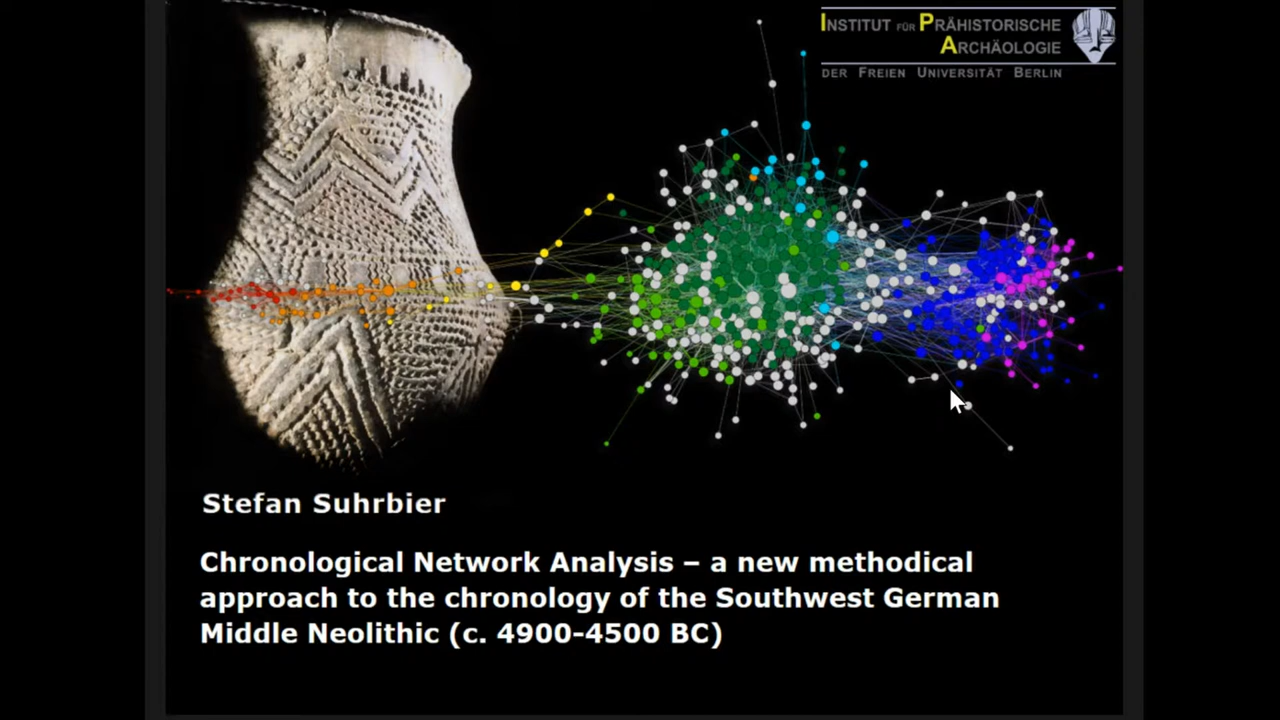 INSTITUT FÜR PRÄHISTORISCHE
ARCHÄOLOGIE
DER FREIEN UNIVERSITÄT BERLIN
Stefan Suhrbier
Chronological Network Analysis – a new methodical
approach to the chronology of the Southwest German
Middle Neolithic (c. 4900-4500 BC)